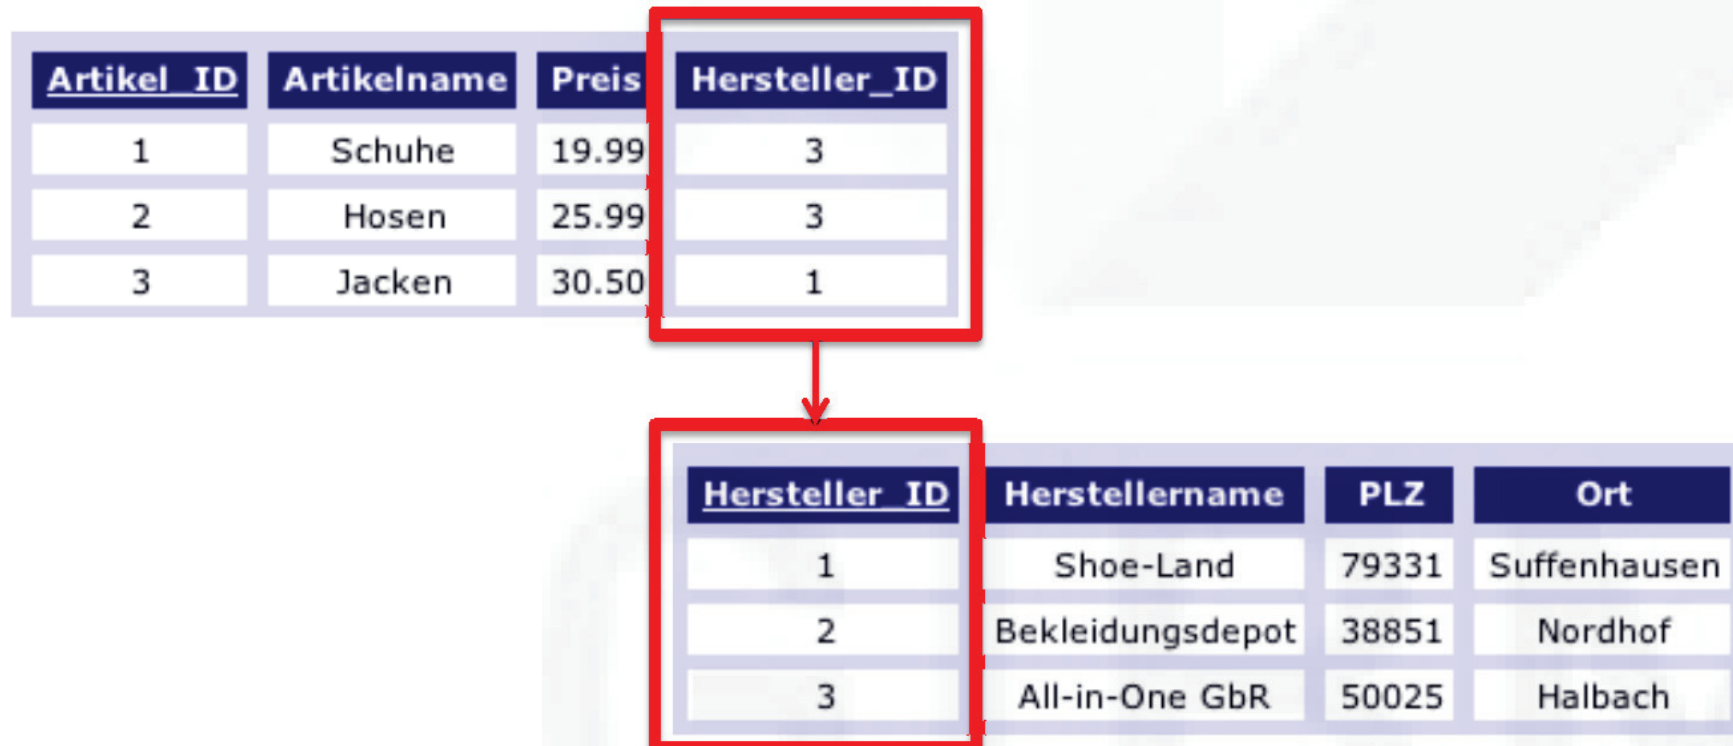 Artikel_ID Artikelname Preis Hersteller_ID
1 Schuhe 19.99 3
2 Hosen 25.99 3
3 Jacken 30.50 1
Hersteller_ID Herstellername PLZ Ort
1 Shoe-Land 79331 Suffenhausen
2 Bekleidungsdepot 38851 Nordhof
3 All-in-One GbR 50025 Halbach